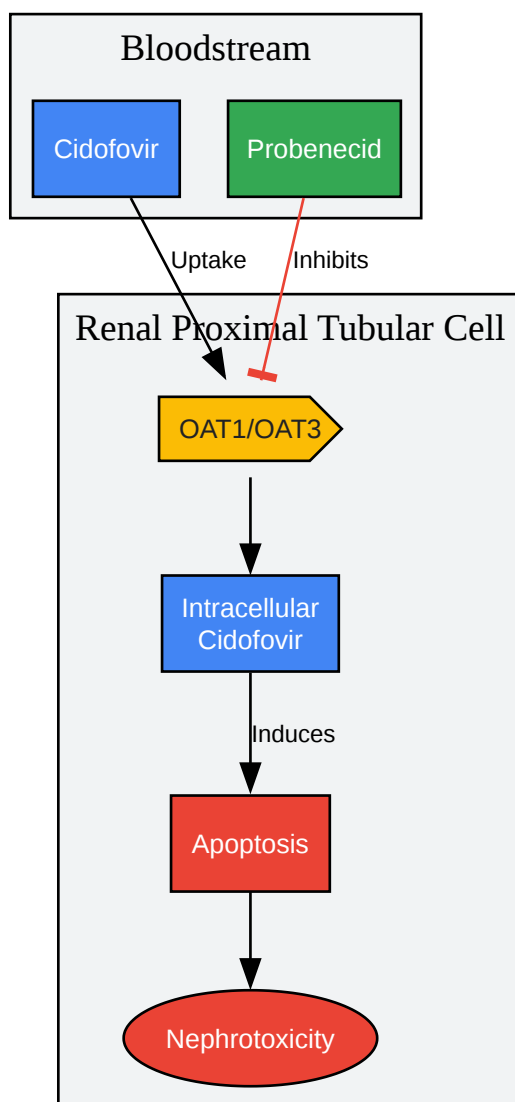 Bloodstream
Cidofovir
Probenecid
Uptake
Inhibits
Renal Proximal Tubular Cell
OAT1/OAT3
Intracellular
Cidofovir
Induces
Apoptosis
Nephrotoxicity